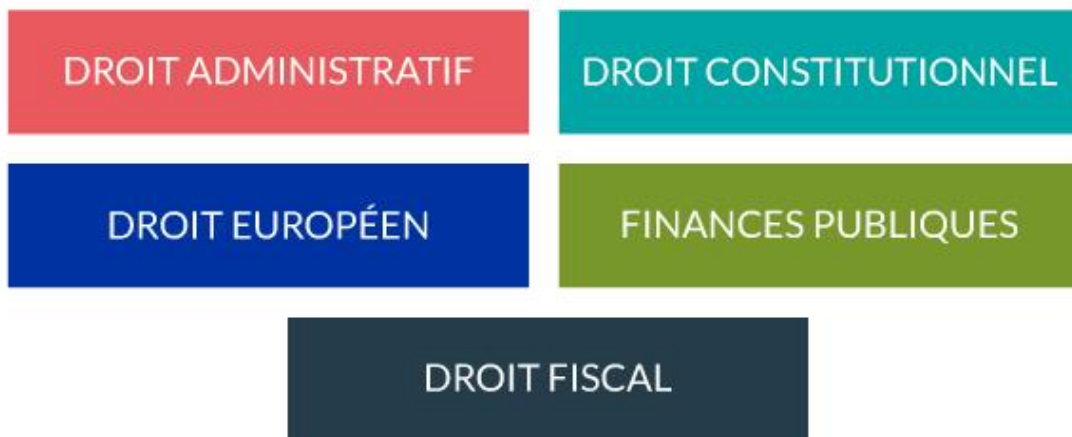 DROIT ADMINISTRATIF
DROIT CONSTITUTIONNEL
DROIT EUROPÉEN
FINANCES PUBLIQUES
DROIT FISCAL